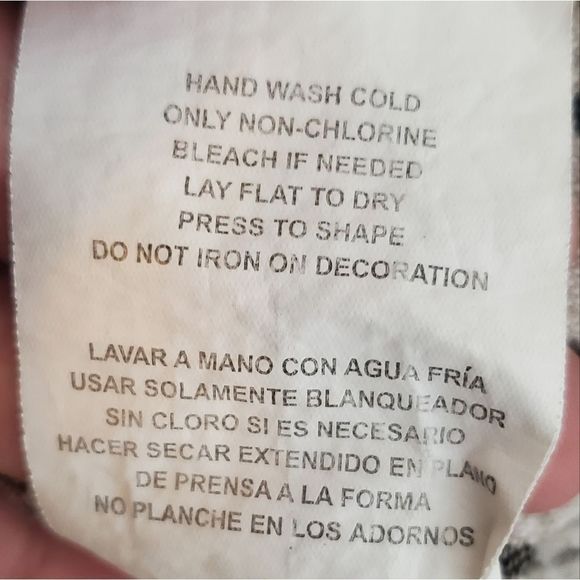 HAND WASH COLD
ONLY NON-CHLORINE
BLEACH IF NEEDED
LAY FLAT TO DRY
PRESS TO SHAPE
DO NOT IRON ON DECORATION
LAVAR A MANO CON AGUA FRÍA
USAR SOLAMENTE BLANQUEADOR
SIN CLORO SI ES NECESARIO
HACER SECAR EXTENDIDO EN PLANO
DE PRENSA A LA FORMA
NO PLANCHE EN LOS ADORNOS